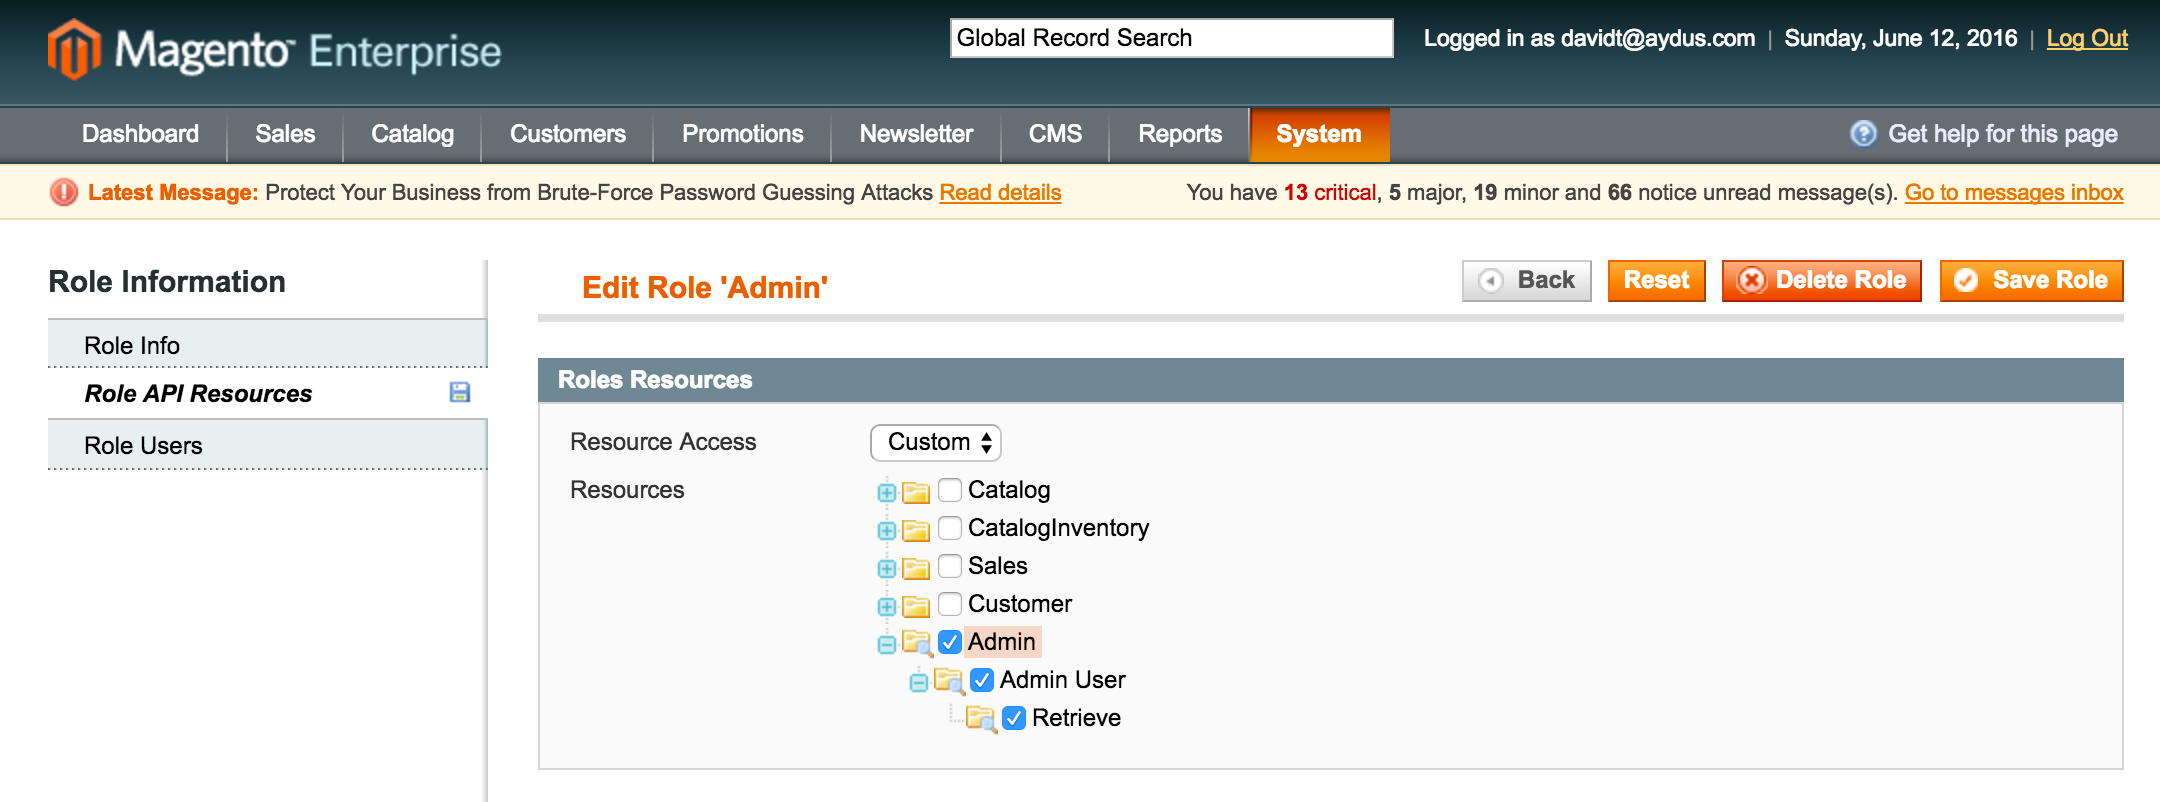 Magento™ Enterprise
Global Record Search
Logged in as davidt@aydus.com | Sunday, June 12, 2016 | Log Out
Dashboard Sales Catalog Customers Promotions Newsletter CMS Reports System Get help for this page
Latest Message: Protect Your Business from Brute-Force Password Guessing Attacks Read details You have 13 critical, 5 major, 19 minor and 66 notice unread message(s). Go to messages inbox
Role Information
Role Info
Role API Resources
Role Users
Edit Role 'Admin'
Back Reset Delete Role Save Role
Roles Resources
Resource Access Custom
Resources
Catalog
CatalogInventory
Sales
Customer
Admin
Admin User
Retrieve